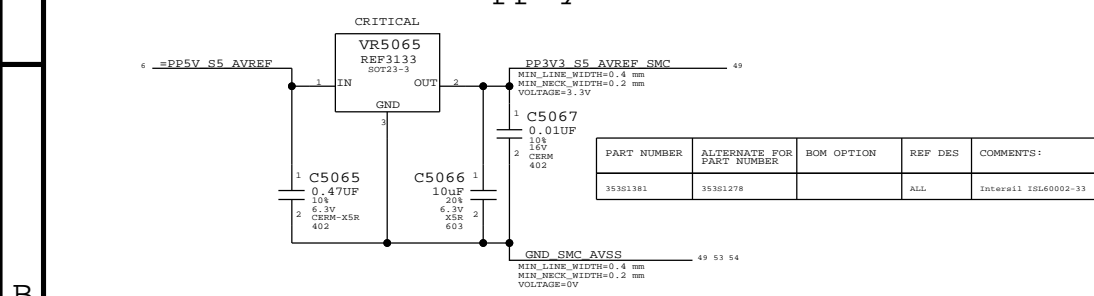 CRITICAL
VR5065
REF3133
SOT23-3
6 =PP5V_S5_AVREF
1 IN OUT 2
GND
3
PP3V3_S5_AVREF_SMC 49
MIN_LINE_WIDTH=0.4 mm
MIN_NECK_WIDTH=0.2 mm
VOLTAGE=3.3V
1 C5067
0.01UF
10%
16V
2 CERM
402
1 C5065
0.47UF
10%
6.3V
2 CERM-X5R
402
C5066 1
10uF
20%
6.3V
X5R 2
603
GND_SMC_AVSS 49 53 54
MIN_LINE_WIDTH=0.4 mm
MIN_NECK_WIDTH=0.2 mm
VOLTAGE=0V
PART NUMBER ALTERNATE FOR PART NUMBER BOM OPTION REF DES COMMENTS:
353S1381 353S1278 ALL Intersil ISL60002-33
B